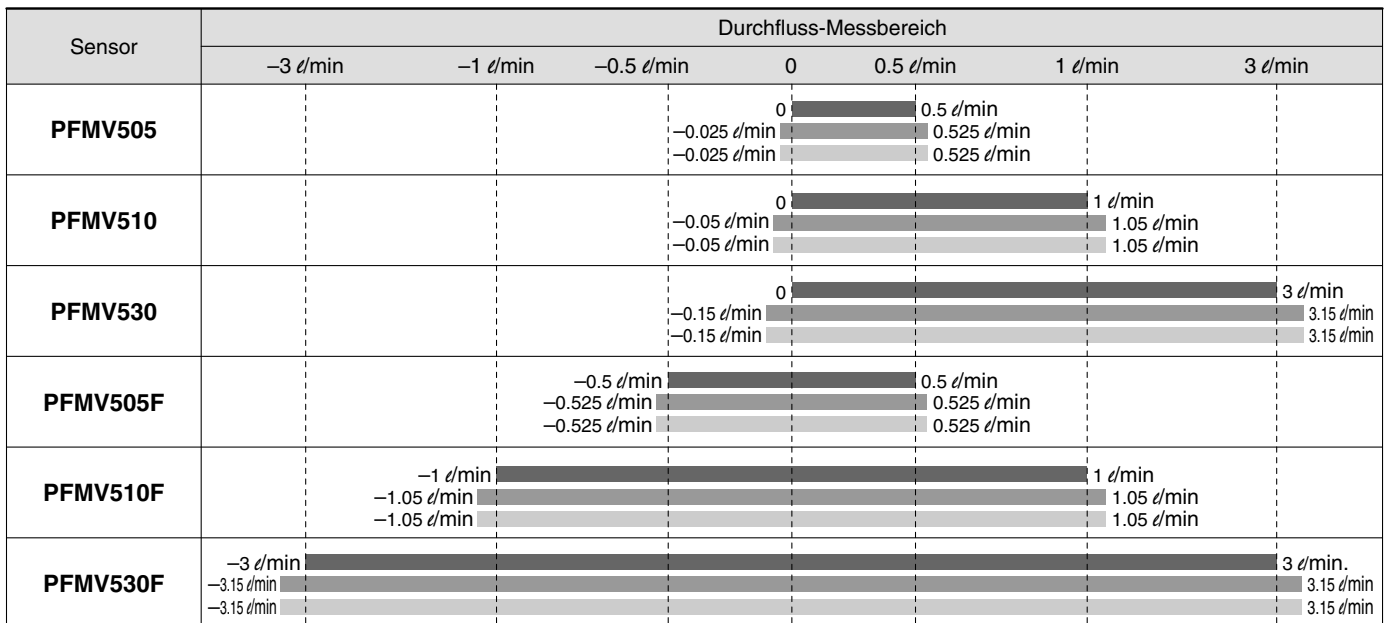 Sensor
Durchfluss-Messbereich
–3 ℓ/min –1 ℓ/min –0.5 ℓ/min 0 0.5 ℓ/min 1 ℓ/min 3 ℓ/min
PFMV505
0 0.5 ℓ/min
–0.025 ℓ/min 0.525 ℓ/min
–0.025 ℓ/min 0.525 ℓ/min
PFMV510
0 1 ℓ/min
–0.05 ℓ/min 1.05 ℓ/min
–0.05 ℓ/min 1.05 ℓ/min
PFMV530
0 3 ℓ/min
–0.15 ℓ/min 3.15 ℓ/min
–0.15 ℓ/min 3.15 ℓ/min
PFMV505F
–0.5 ℓ/min 0.5 ℓ/min
–0.525 ℓ/min 0.525 ℓ/min
–0.525 ℓ/min 0.525 ℓ/min
PFMV510F
–1 ℓ/min 1 ℓ/min
–1.05 ℓ/min 1.05 ℓ/min
–1.05 ℓ/min 1.05 ℓ/min
PFMV530F
–3 ℓ/min 3 ℓ/min.
–3.15 ℓ/min 3.15 ℓ/min
–3.15 ℓ/min 3.15 ℓ/min